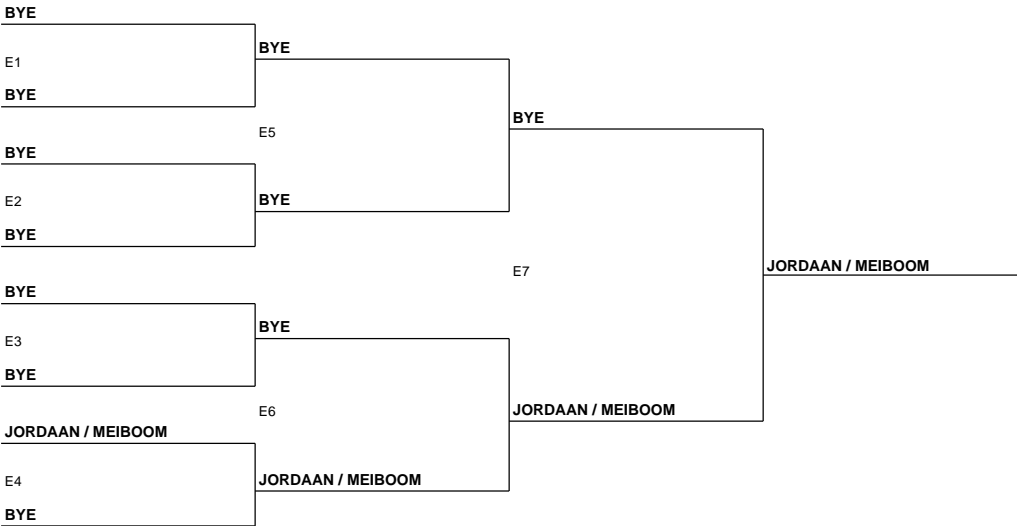 BYE
BYE
E1
BYE
BYE
E5
BYE
BYE
E2
BYE
JORDAAN / MEIBOOM
E7
BYE
BYE
E3
BYE
E6
JORDAAN / MEIBOOM
JORDAAN / MEIBOOM
JORDAAN / MEIBOOM
E4
BYE